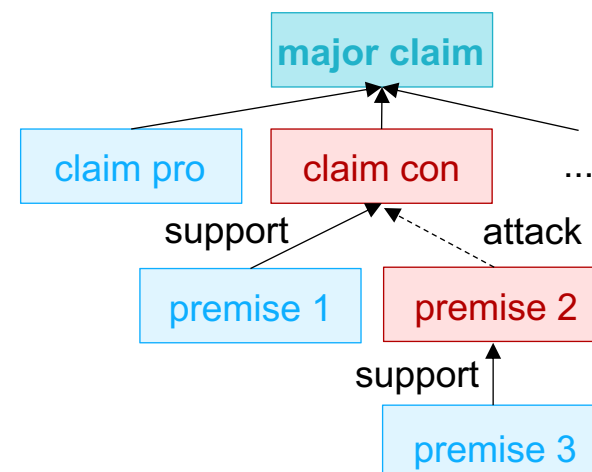 major claim
claim pro
claim con
...
support
attack
premise 1
premise 2
support
premise 3